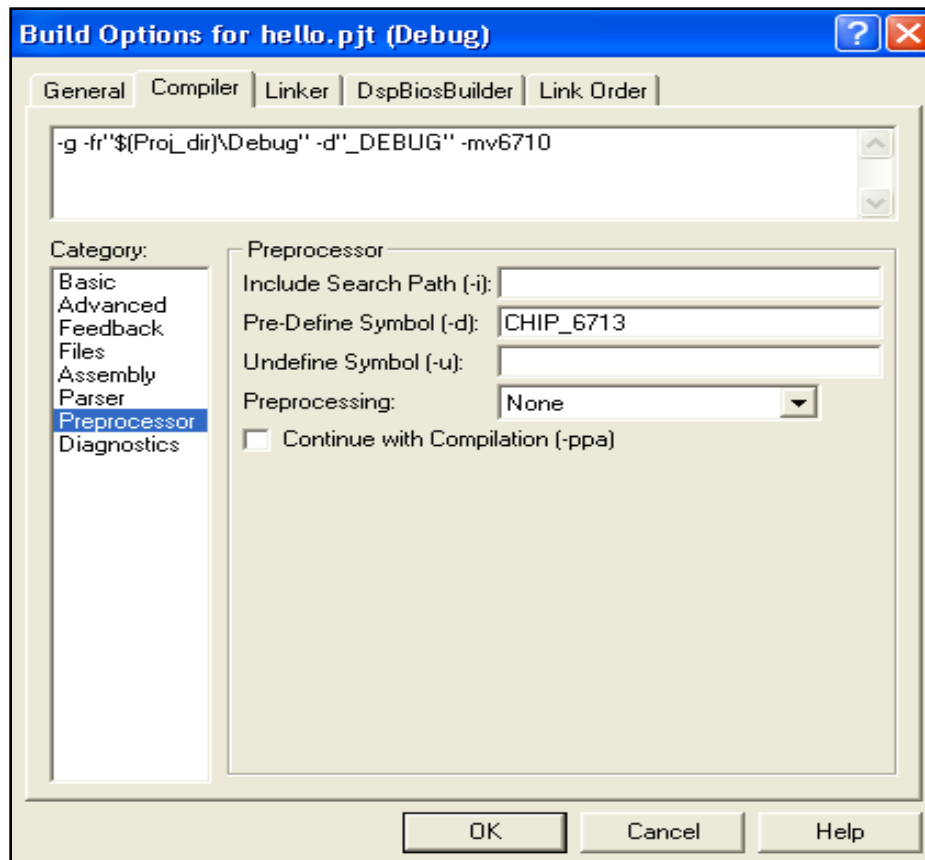 Build Options for hello.pjt (Debug)
General Compiler Linker DspBiosBuilder Link Order
-g -fr"$(Proj_dir)\Debug" -d"_DEBUG" -mv6710
Category:
Basic
Advanced
Feedback
Files
Assembly
Parser
Preprocessor
Diagnostics
Preprocessor
Include Search Path (-i):
Pre-Define Symbol (-d): CHIP_6713
Undefine Symbol (-u):
Preprocessing: None
Continue with Compilation (-ppa)
OK Cancel Help